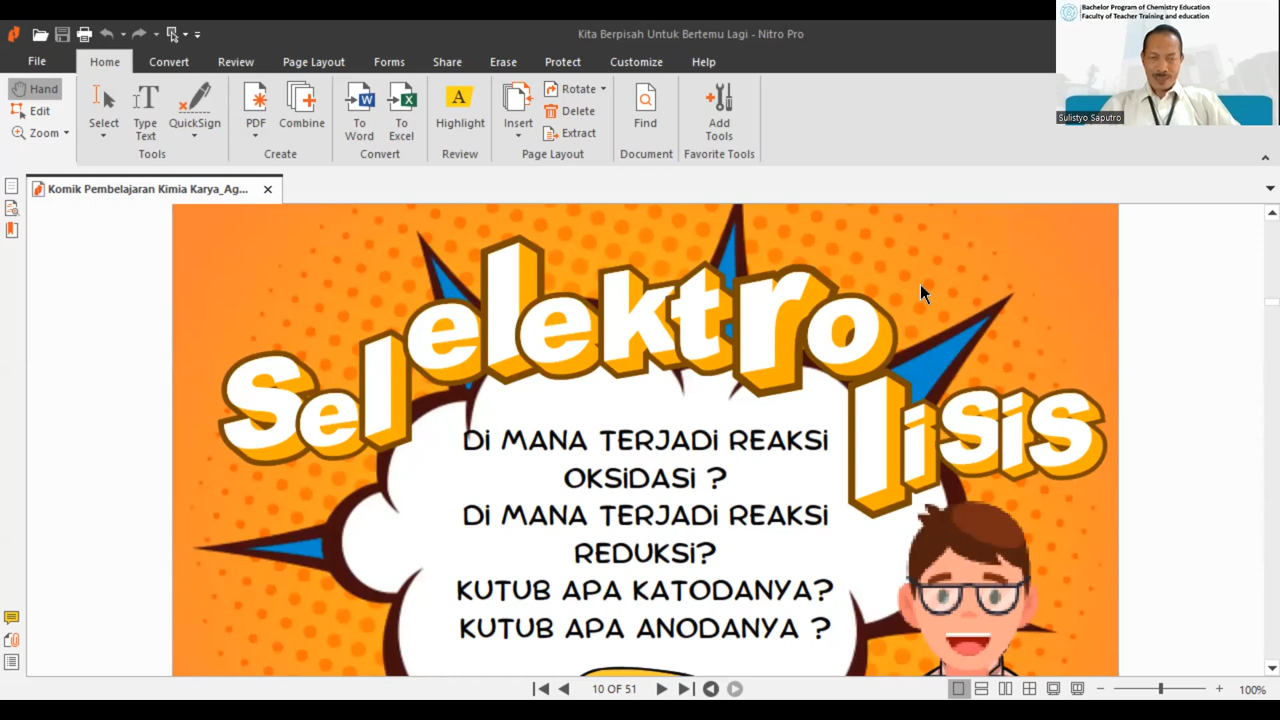 Bachelor Program of Chemistry Education
Faculty of Teacher Training and education
Sulistyo Saputro
Kita Berpisah Untuk Bertemu Lagi - Nitro Pro
File Home Convert Review Page Layout Forms Share Erase Protect Customize Help
Hand
Edit
Zoom
Select
Type Text
QuickSign
Tools
PDF
Combine
Create
To Word
To Excel
Convert
Highlight
Review
Insert
Rotate
Delete
Extract
Page Layout
Find
Document
Add Tools
Favorite Tools
Komik Pembelajaran Kimia Karya_Ag...
Sel elektro lisis
Di MANA TERJADi REAKSi
OKSiDASi ?
Di MANA TERJADi REAKSi
REDUKSi?
KUTUB APA KATODANYA?
KUTUB APA ANODANYA ?
10 OF 51
100%